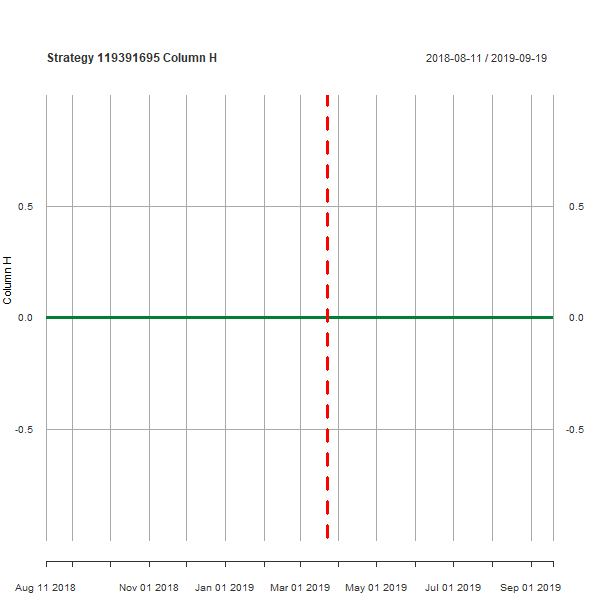 Strategy 119391695 Column H 2018-08-11 / 2019-09-19
0.5 0.5
Column H
0.0 0.0
-0.5 -0.5
Aug 11 2018 Nov 01 2018 Jan 01 2019 Mar 01 2019 May 01 2019 Jul 01 2019 Sep 01 2019